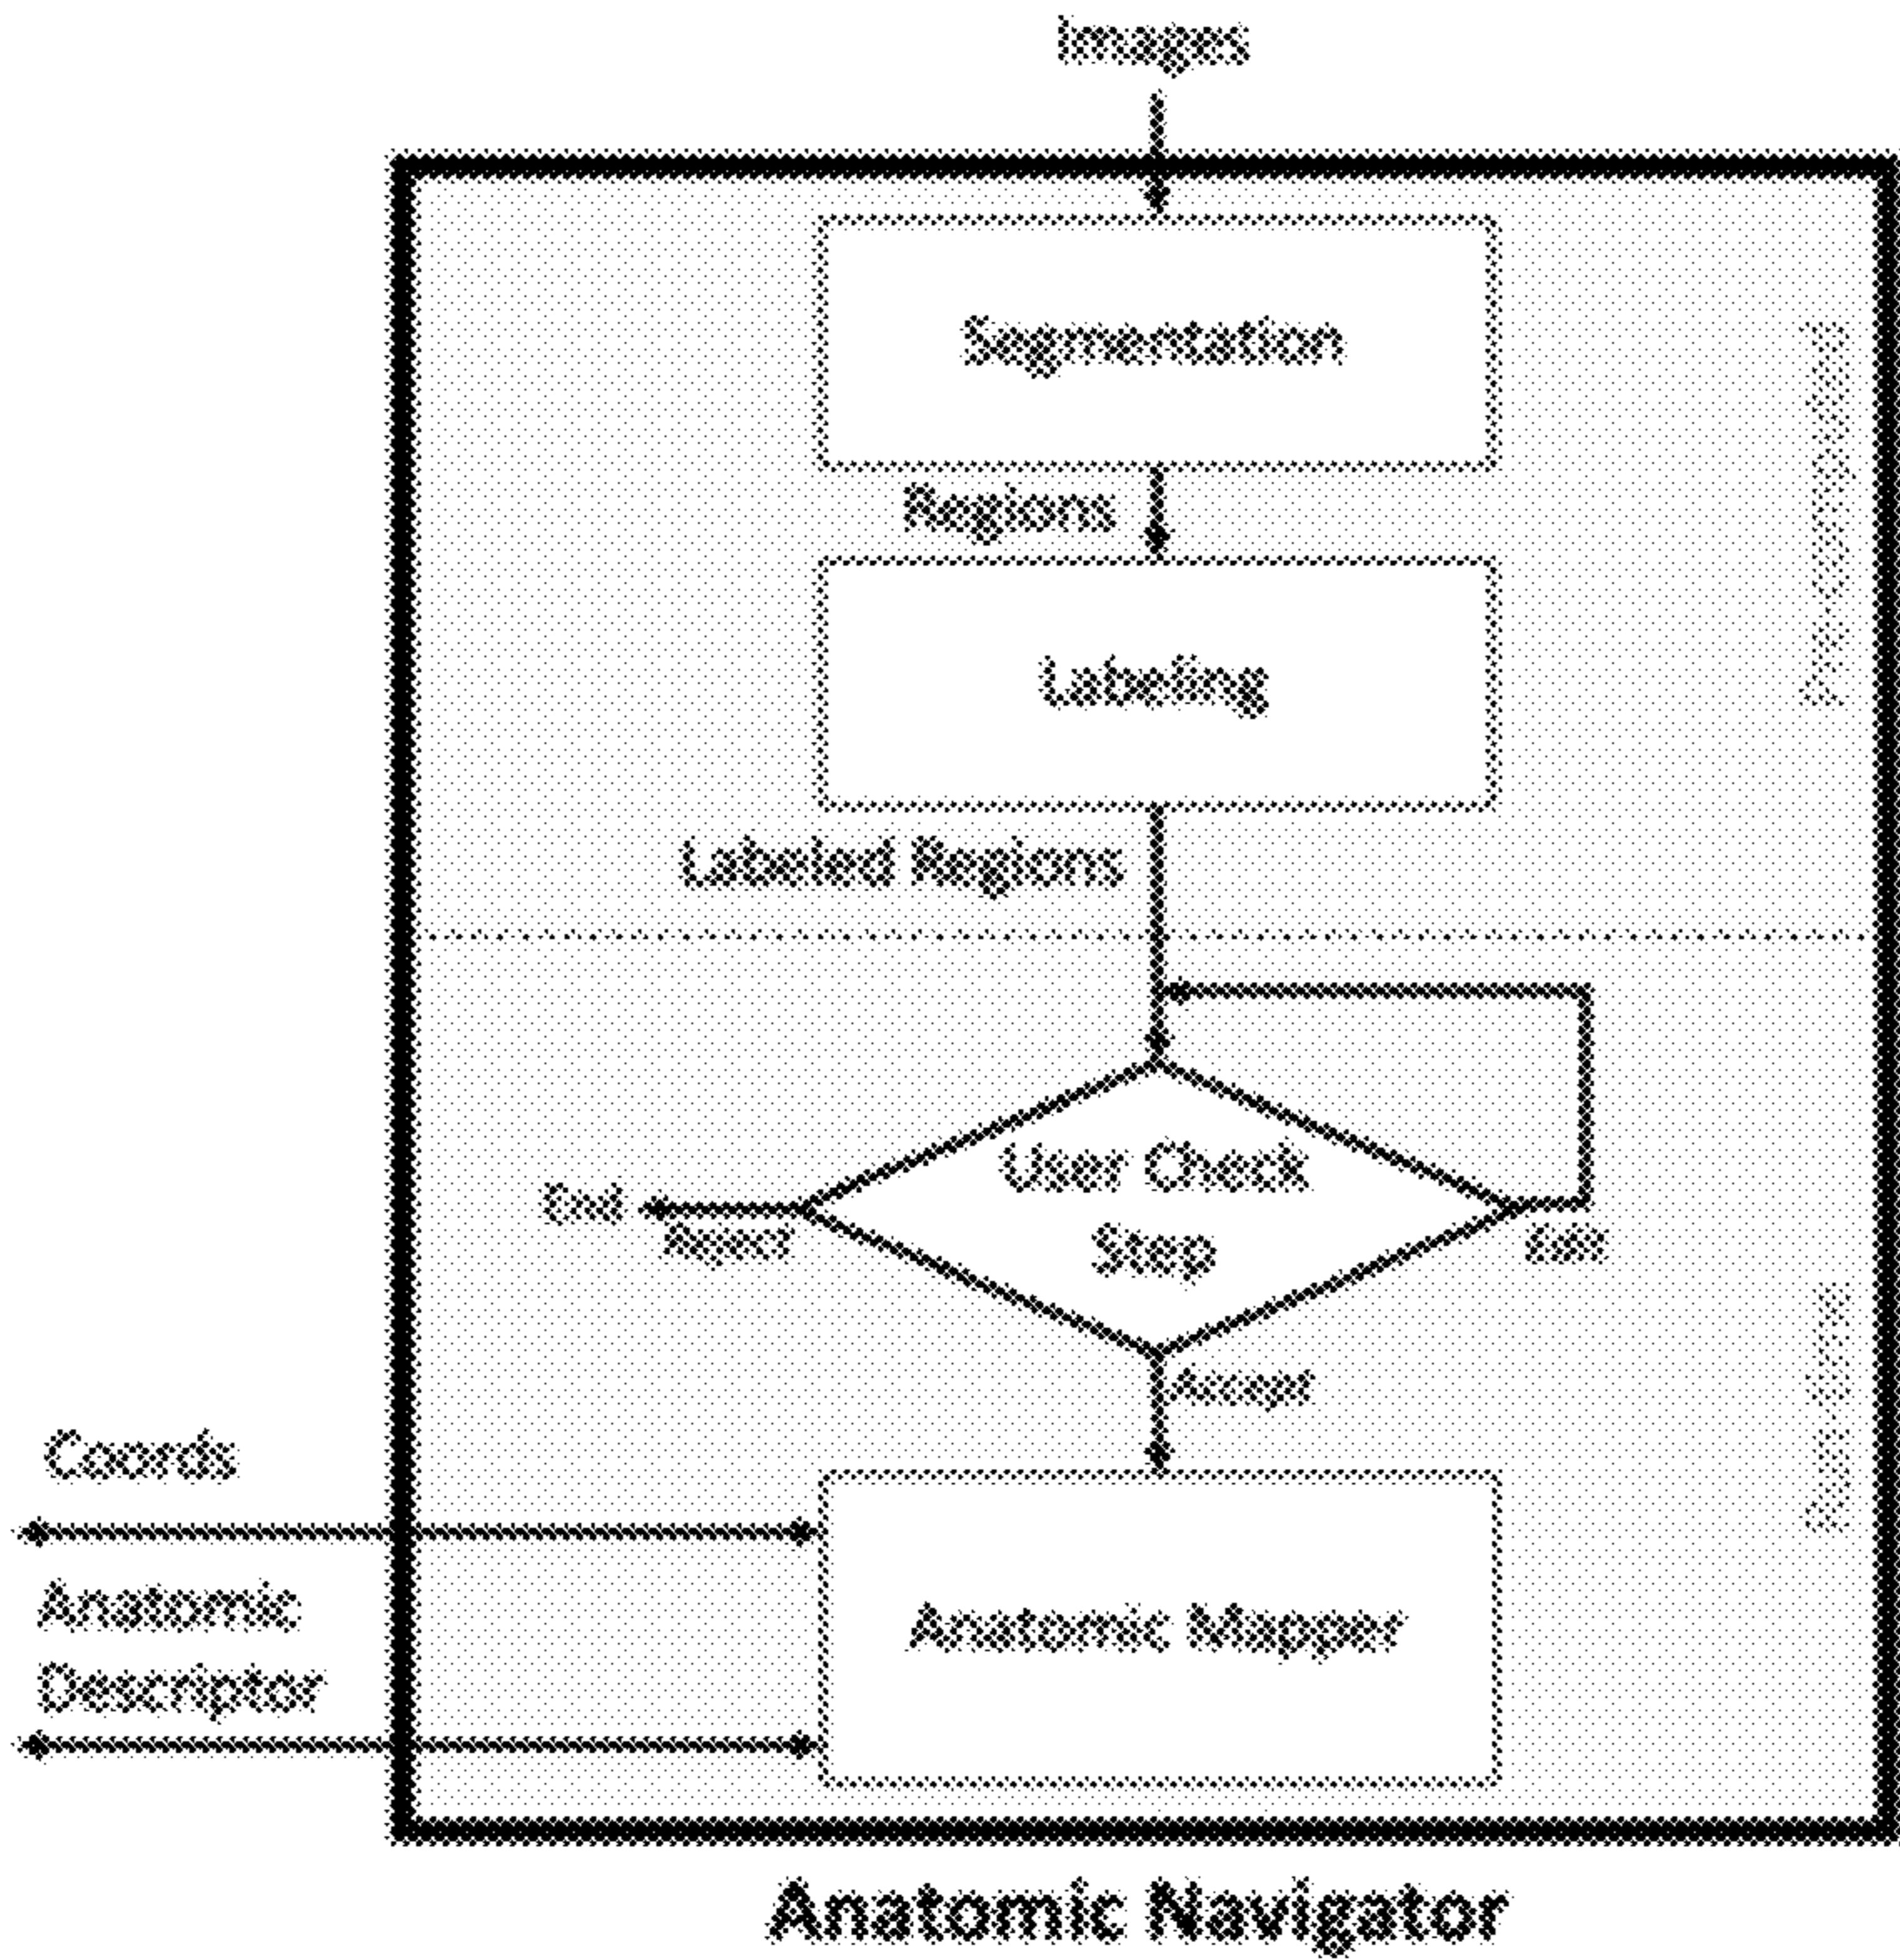 Images
Segmentation
Regions
Labeling
Labeled Regions
User Check
Step
End
Reject
Edit
Accept
Coords
Anatomic
Descriptor
Anatomic Mapper
Anatomic Navigator